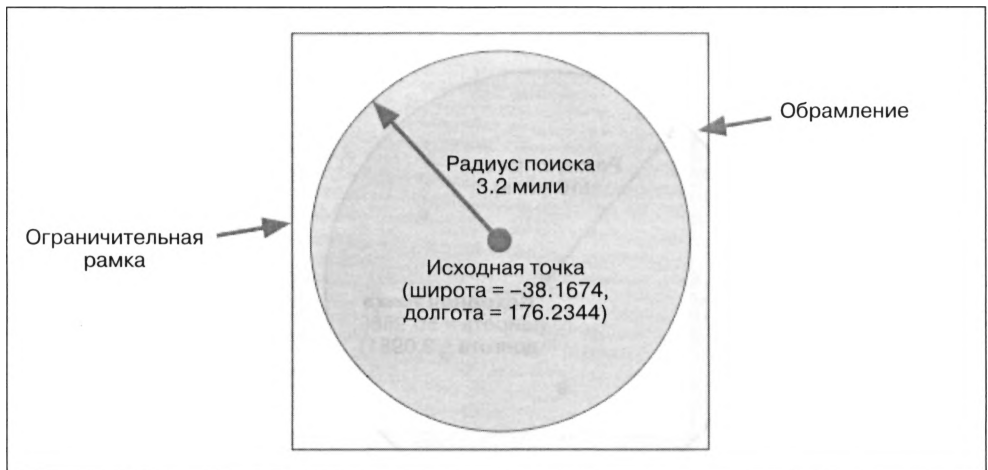 Обрамление
Радиус поиска
3.2 мили
Ограничительная
рамка
Исходная точка
(широта = −38.1674,
долгота = 176.2344)